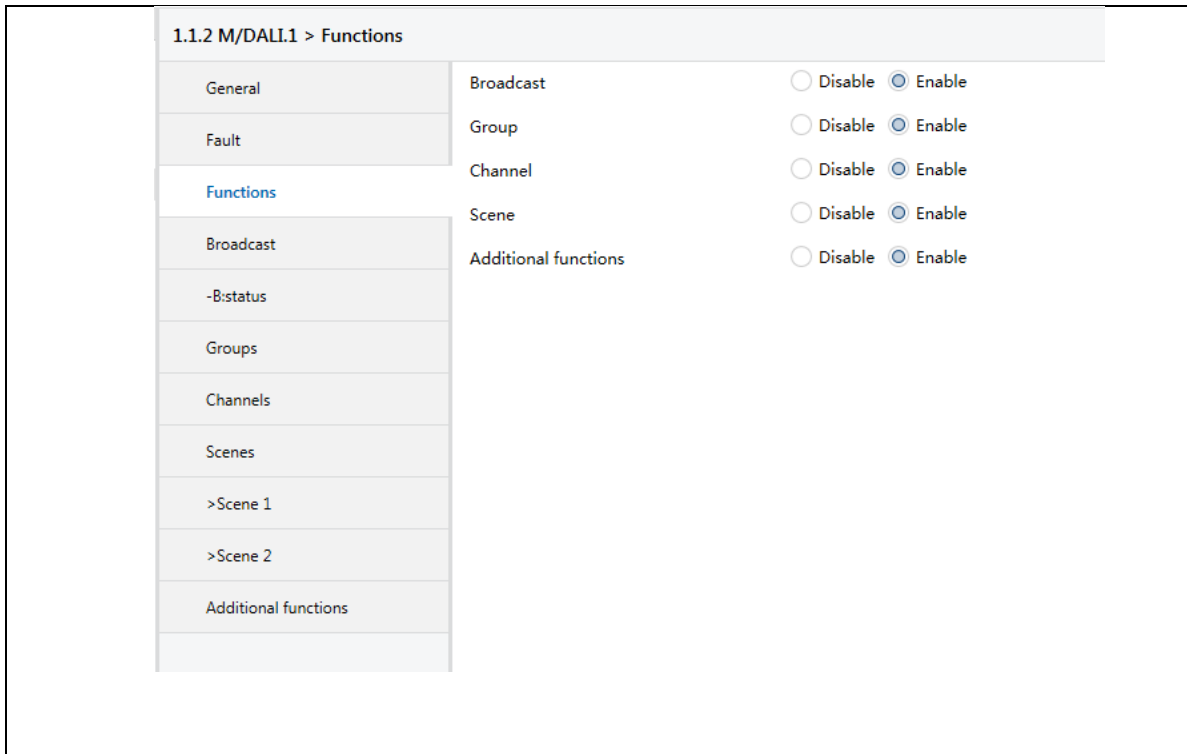 1.1.2 M/DALI.1 > Functions
General
Fault
Functions
Broadcast
-B:status
Groups
Channels
Scenes
>Scene 1
>Scene 2
Additional functions
Broadcast Disable Enable
Group Disable Enable
Channel Disable Enable
Scene Disable Enable
Additional functions Disable Enable